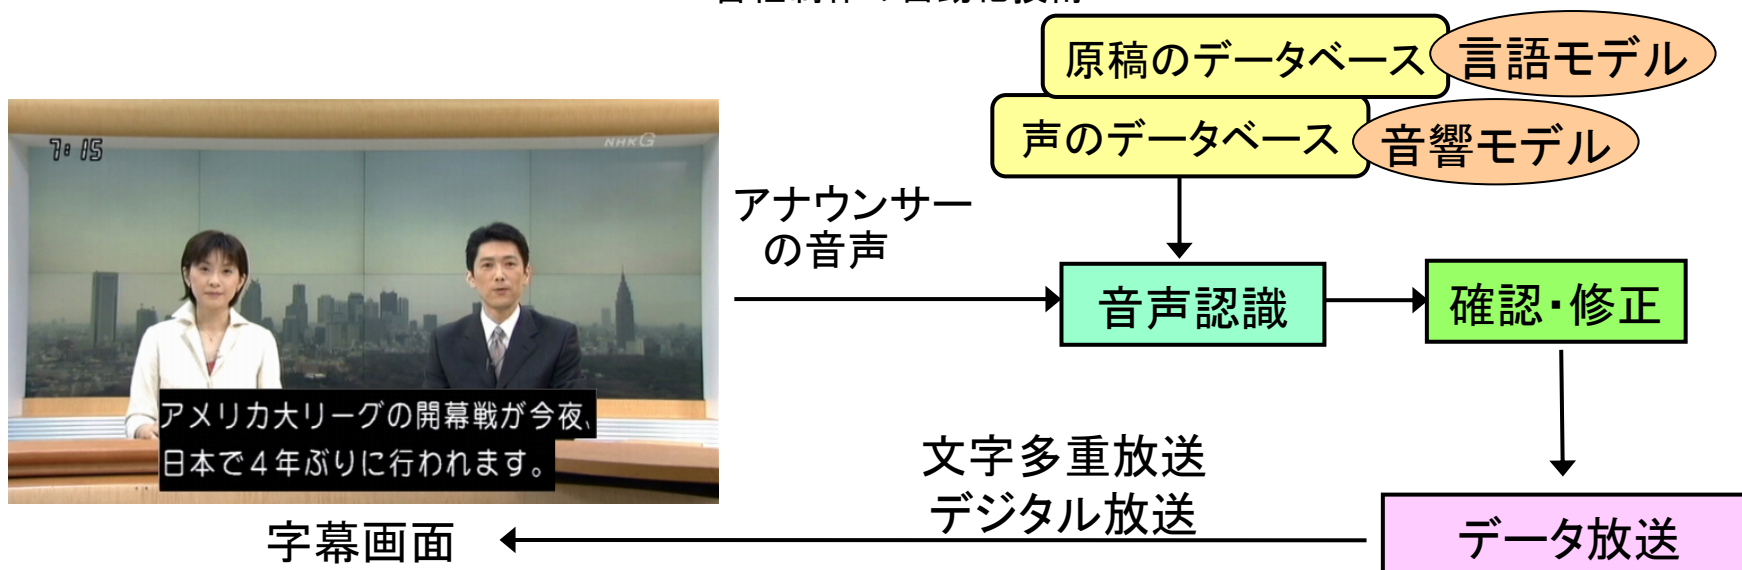 原稿のデータベース
言語モデル
声のデータベース
音響モデル
7:15
NHK G
アナウンサー
の音声
音声認識
確認・修正
アメリカ大リーグの開幕戦が今夜、
日本で4年ぶりに行われます。
文字多重放送
デジタル放送
字幕画面
データ放送